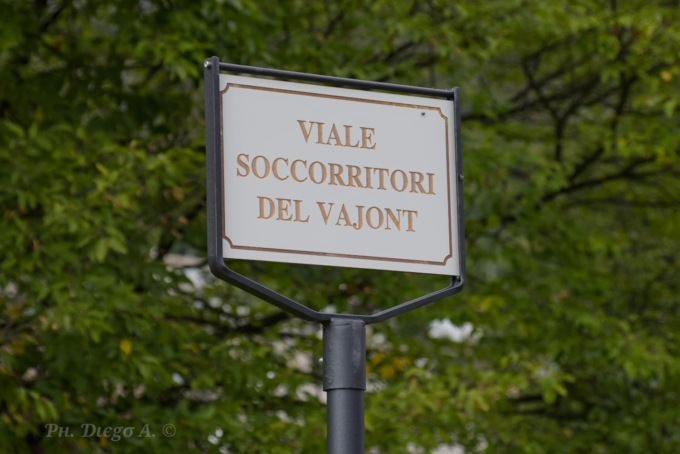 VIALE
SOCCORRITORI
DEL VAJONT
Ph. Diego A. ©